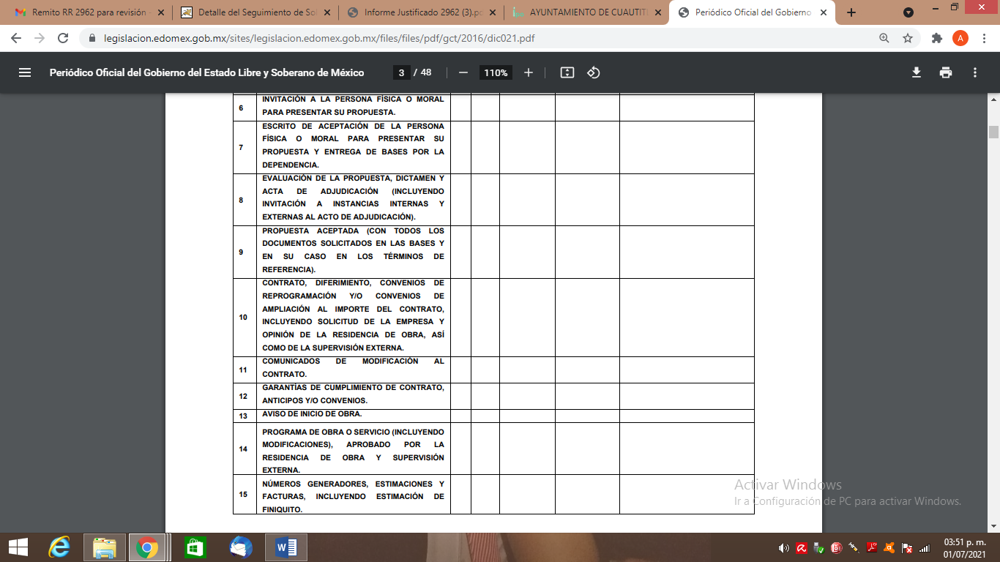 Remito RR 2962 para revisión
Detalle del Seguimiento de So
Informe Justificado 2962 (3).p
AYUNTAMIENTO DE CUAUTIT
Periódico Oficial del Gobierno
legislacion.edomex.gob.mx/sites/legislacion.edomex.gob.mx/files/files/pdf/gct/2016/dic021.pdf
A
Periódico Oficial del Gobierno del Estado Libre y Soberano de México
3 / 48
110%
6
INVITACIÓN A LA PERSONA FÍSICA O MORAL
PARA PRESENTAR SU PROPUESTA.
7
ESCRITO DE ACEPTACIÓN DE LA PERSONA
FÍSICA O MORAL PARA PRESENTAR SU
PROPUESTA Y ENTREGA DE BASES POR LA
DEPENDENCIA.
8
EVALUACIÓN DE LA PROPUESTA, DICTAMEN Y
ACTA DE ADJUDICACIÓN (INCLUYENDO
INVITACIÓN A INSTANCIAS INTERNAS Y
EXTERNAS AL ACTO DE ADJUDICACIÓN).
9
PROPUESTA ACEPTADA (CON TODOS LOS
DOCUMENTOS SOLICITADOS EN LAS BASES Y
EN SU CASO EN LOS TÉRMINOS DE
REFERENCIA).
10
CONTRATO, DIFERIMIENTO, CONVENIOS DE
REPROGRAMACIÓN Y/O CONVENIOS DE
AMPLIACIÓN AL IMPORTE DEL CONTRATO,
INCLUYENDO SOLICITUD DE LA EMPRESA Y
OPINIÓN DE LA RESIDENCIA DE OBRA, ASÍ
COMO DE LA SUPERVISIÓN EXTERNA.
11
COMUNICADOS DE MODIFICACIÓN AL
CONTRATO.
12
GARANTÍAS DE CUMPLIMIENTO DE CONTRATO,
ANTICIPOS Y/O CONVENIOS.
13
AVISO DE INICIO DE OBRA.
14
PROGRAMA DE OBRA O SERVICIO (INCLUYENDO
MODIFICACIONES), APROBADO POR LA
RESIDENCIA DE OBRA Y SUPERVISIÓN
EXTERNA.
15
NÚMEROS GENERADORES, ESTIMACIONES Y
FACTURAS, INCLUYENDO ESTIMACIÓN DE
FINIQUITO.
Activar Windows
Ir a Configuración de PC para activar Windows.
03:51 p. m.
01/07/2021